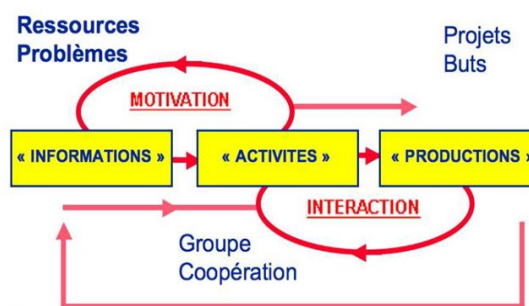 Ressources
Problèmes
Projets
Buts
MOTIVATION
« INFORMATIONS »
« ACTIVITES »
« PRODUCTIONS »
INTERACTION
Groupe
Coopération